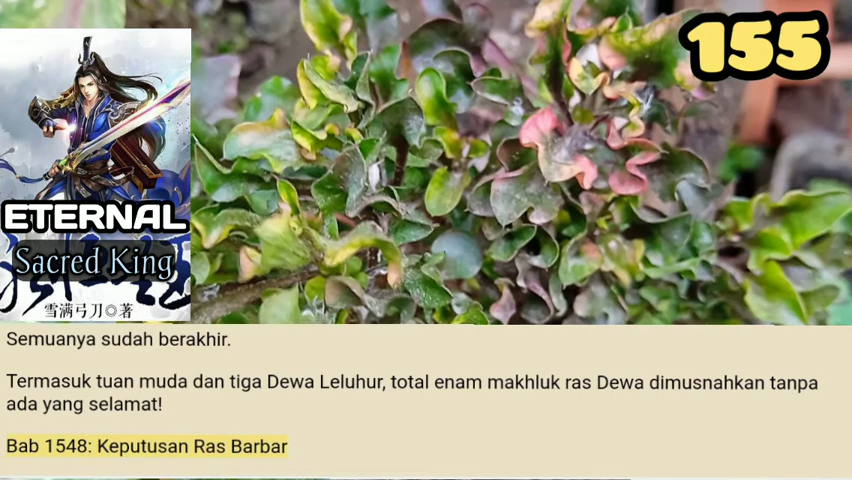 155
ETERNAL
Sacred King
雪满弓刀◎著
Semuanya sudah berakhir.
Termasuk tuan muda dan tiga Dewa Leluhur, total enam makhluk ras Dewa dimusnahkan tanpa
ada yang selamat!
Bab 1548: Keputusan Ras Barbar